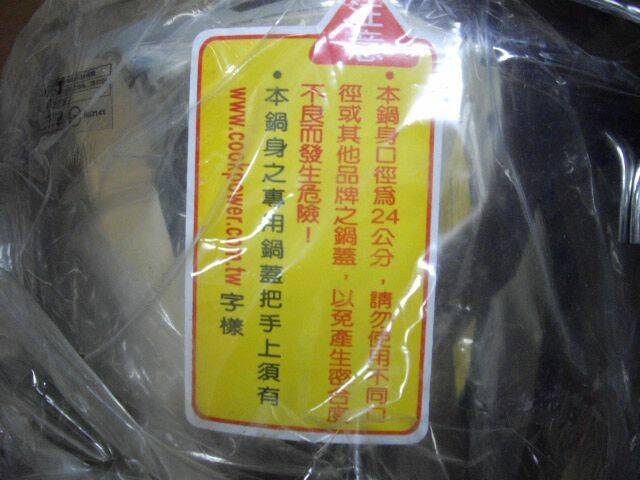 注意
•本鍋身口徑為24公分，請勿使用不同口
徑或其他品牌之鍋蓋，以免產生密合度
不良而發生危險！
•本鍋身之專用鍋蓋把手上須有
www.cookpower.com.tw字樣